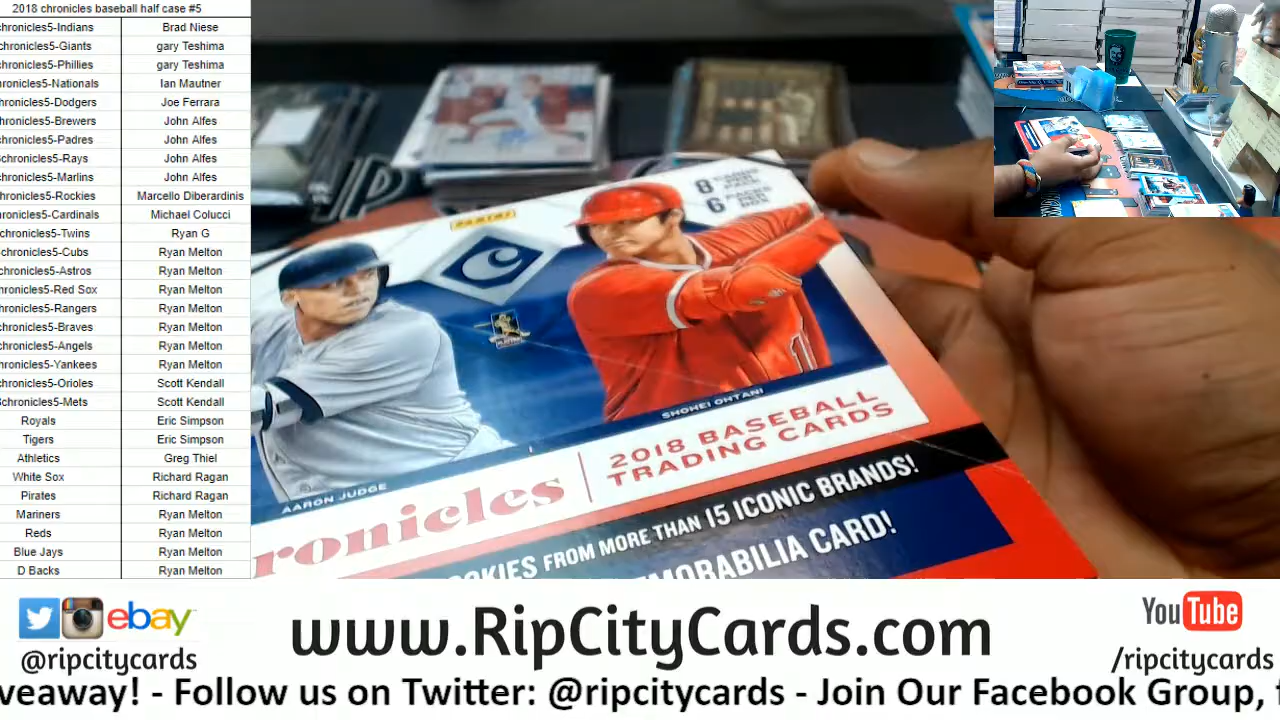 2018 chronicles baseball half case #5
chronicles5-Indians Brad Niese
chronicles5-Giants gary Teshima
chronicles5-Phillies gary Teshima
chronicles5-Nationals Ian Mautner
chronicles5-Dodgers Joe Ferrara
chronicles5-Brewers John Alfes
chronicles5-Padres John Alfes
chronicles5-Rays John Alfes
chronicles5-Marlins John Alfes
chronicles5-Rockies Marcello Diberardinis
chronicles5-Cardinals Michael Colucci
chronicles5-Twins Ryan G
chronicles5-Cubs Ryan Melton
chronicles5-Astros Ryan Melton
chronicles5-Red Sox Ryan Melton
chronicles5-Rangers Ryan Melton
chronicles5-Braves Ryan Melton
chronicles5-Angels Ryan Melton
chronicles5-Yankees Ryan Melton
chronicles5-Orioles Scott Kendall
chronicles5-Mets Scott Kendall
Royals Eric Simpson
Tigers Eric Simpson
Athletics Greg Thiel
White Sox Richard Ragan
Pirates Richard Ragan
Mariners Ryan Melton
Reds Ryan Melton
Blue Jays Ryan Melton
D Backs Ryan Melton
PANINI
8 CARDS PER PACK
6 PACKS PER BOX
AARON JUDGE
SHOHEI OHTANI
ronicles
2018 BASEBALL
TRADING CARDS
OOKIES FROM MORE THAN 15 ICONIC BRANDS!
MEMORABILIA CARD!
ebay
@ripcitycards
www.RipCityCards.com
YouTube
/ripcitycards
veaway! - Follow us on Twitter: @ripcitycards - Join Our Facebook Group, f